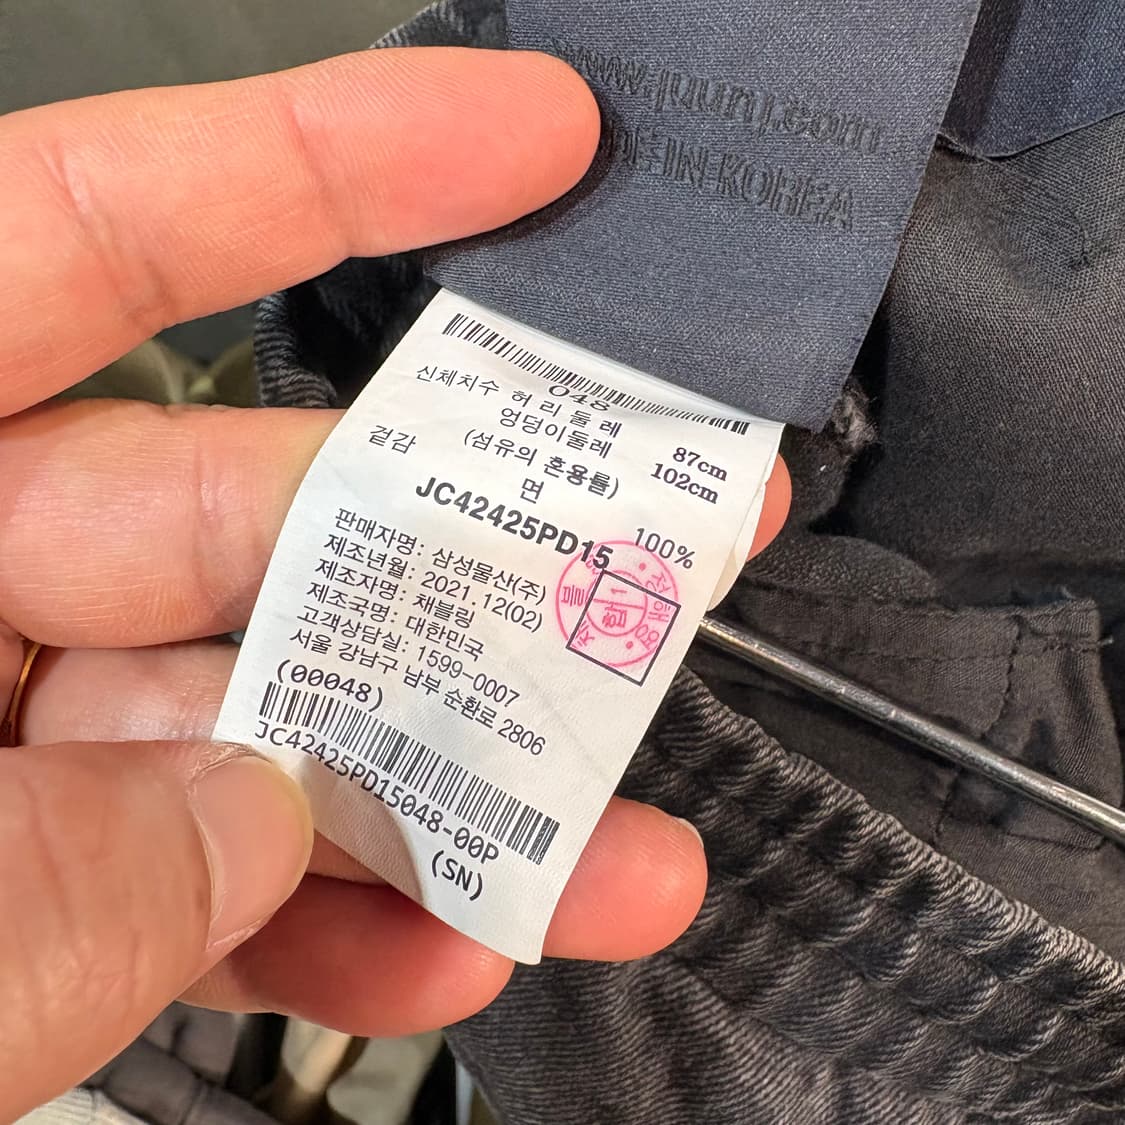 www.juunj.com
IN KOREA
048
신체치수 허 리 둘 레 87cm
엉덩이둘레 102cm
겉감 (섬유의 혼용률)
면 100%
JC42425PD15
판매자명: 삼성물산(주)
제조년월: 2021.12(02)
제조자명: 채블링
제조국명: 대한민국
고객상담실: 1599-0007
서울 강남구 남부 순환로 2806
(00048)
JC42425PD15048-00P
(SN)